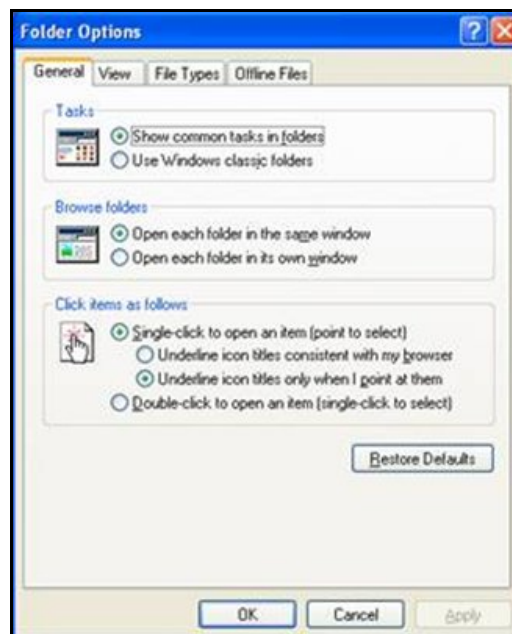 Folder Options
General View File Types Offline Files
Tasks
Show common tasks in folders
Use Windows classic folders
Browse folders
Open each folder in the same window
Open each folder in its own window
Click items as follows
Single-click to open an item (point to select)
Underline icon titles consistent with my browser
Underline icon titles only when I point at them
Double-click to open an item (single-click to select)
Restore Defaults
OK Cancel Apply